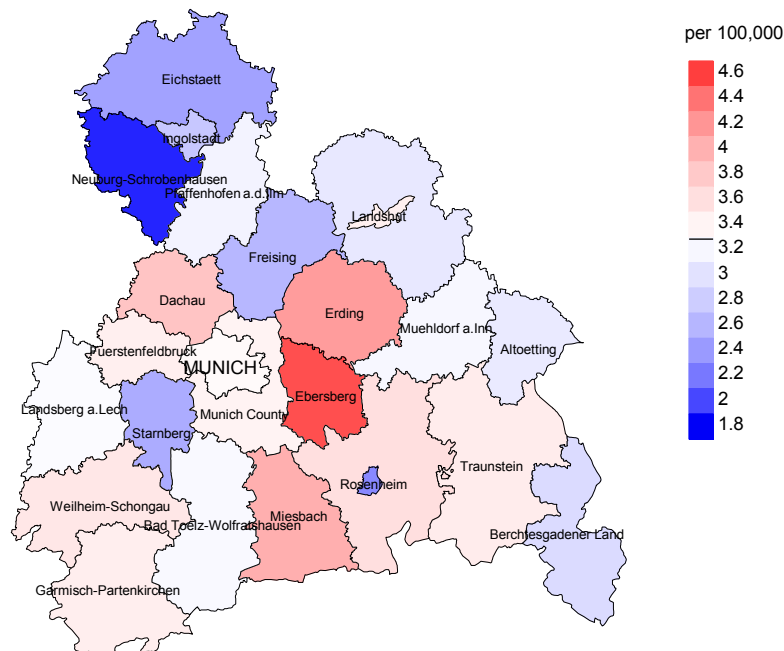 per 100,000
4.6
4.4
4.2
4
3.8
3.6
3.4
3.2
3
2.8
2.6
2.4
2.2
2
1.8
Eichstaett
Ingolstadt
Neuburg-Schrobenhausen
Pfaffenhofen a.d.Ilm
Landshut
Freising
Dachau
Erding
Muehldorf a.Inn
Altoetting
Fuerstenfeldbruck
MUNICH
Ebersberg
Landsberg a.Lech
Munich County
Starnberg
Traunstein
Rosenheim
Weilheim-Schongau
Miesbach
Bad Toelz-Wolfratshausen
Berchtesgadener Land
Garmisch-Partenkirchen